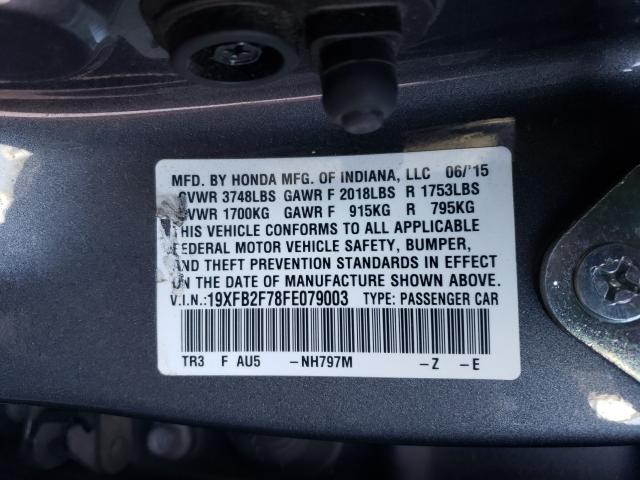 MFD. BY HONDA MFG. OF INDIANA, LLC 06/'15
GVWR 3748LBS GAWR F 2018LBS R 1753LBS
GVWR 1700KG GAWR F 915KG R 795KG
THIS VEHICLE CONFORMS TO ALL APPLICABLE
FEDERAL MOTOR VEHICLE SAFETY, BUMPER,
AND THEFT PREVENTION STANDARDS IN EFFECT
ON THE DATE OF MANUFACTURE SHOWN ABOVE.
V.I.N.:19XFB2F78FE079003 TYPE: PASSENGER CAR
TR3 F AU5 -NH797M -Z -E